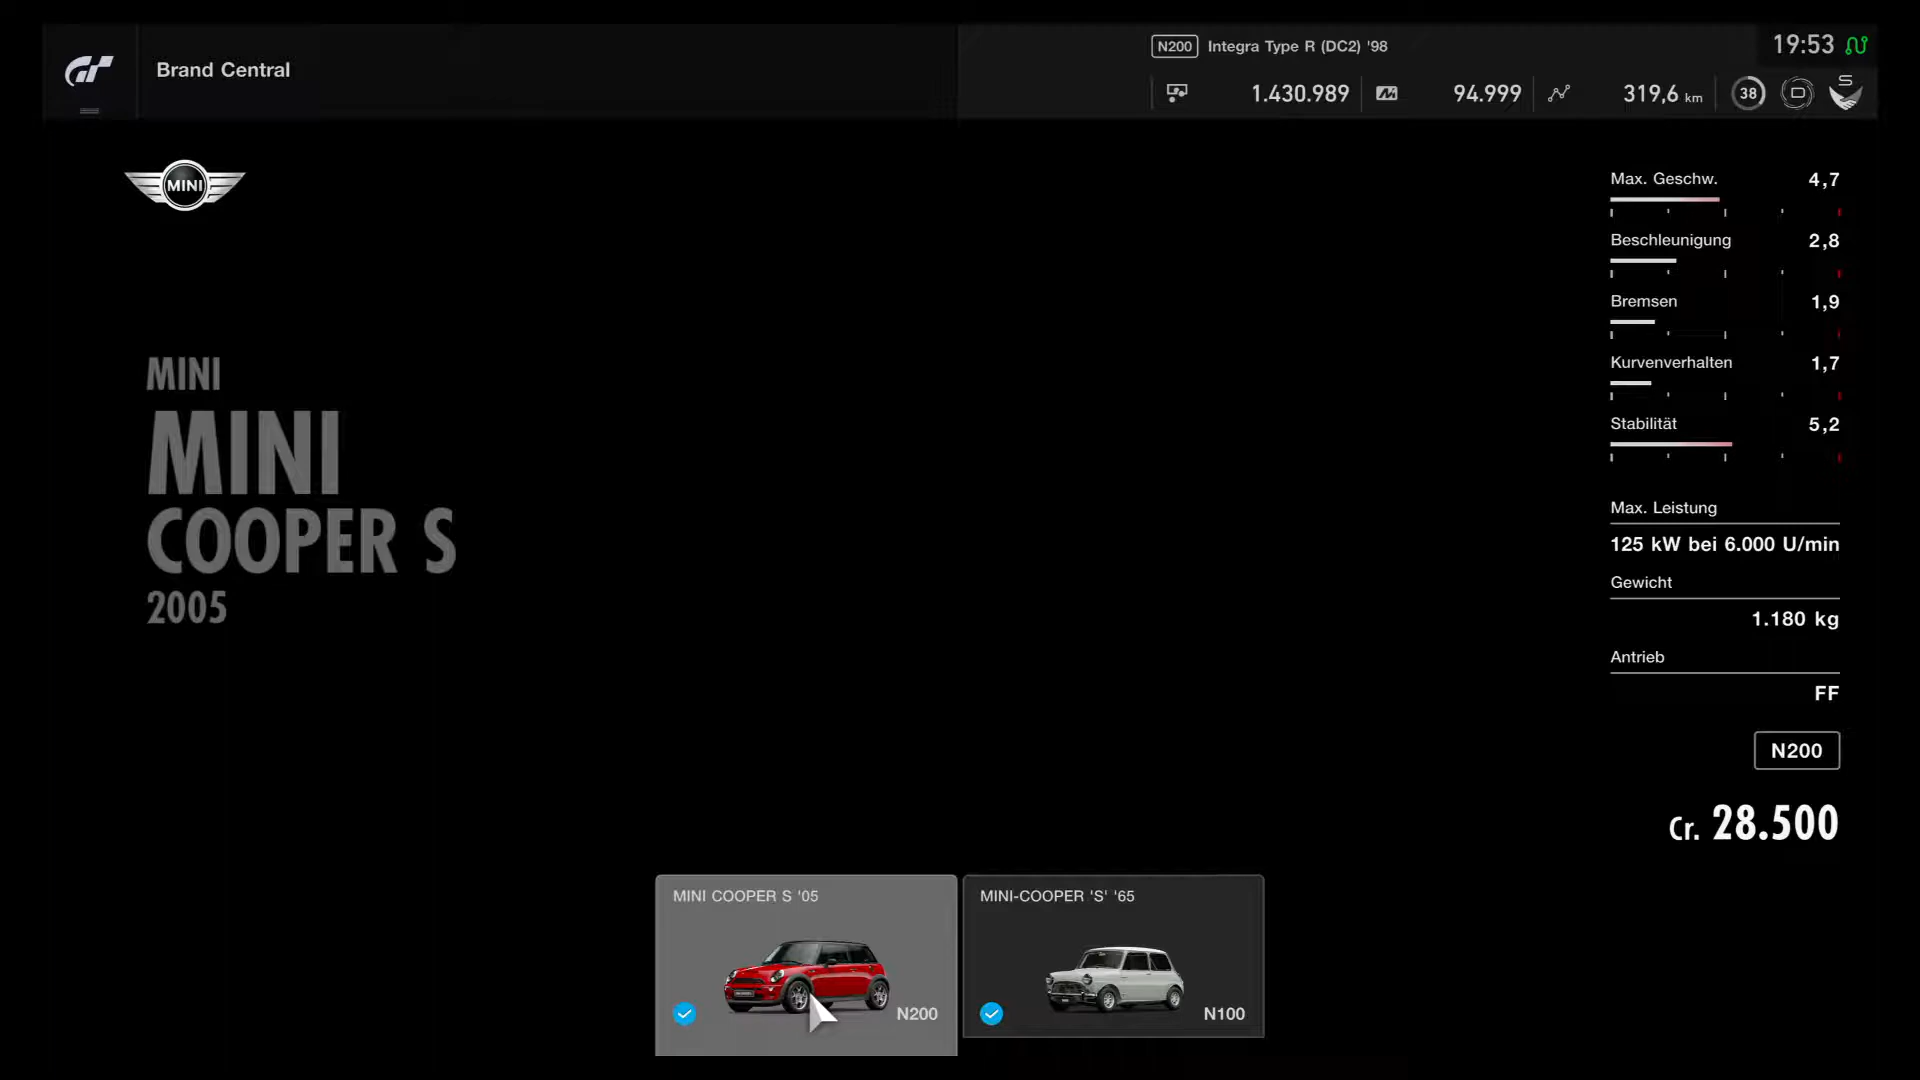 Brand Central
N200 Integra Type R (DC2) '98
19:53
1.430.989
94.999
319,6 km
38
S
MINI
MINI
MINI
COOPER S
2005
Max. Geschw. 4,7
Beschleunigung 2,8
Bremsen 1,9
Kurvenverhalten 1,7
Stabilität 5,2
Max. Leistung
125 kW bei 6.000 U/min
Gewicht
1.180 kg
Antrieb
FF
N200
Cr. 28.500
MINI COOPER S '05
N200
MINI-COOPER 'S' '65
N100